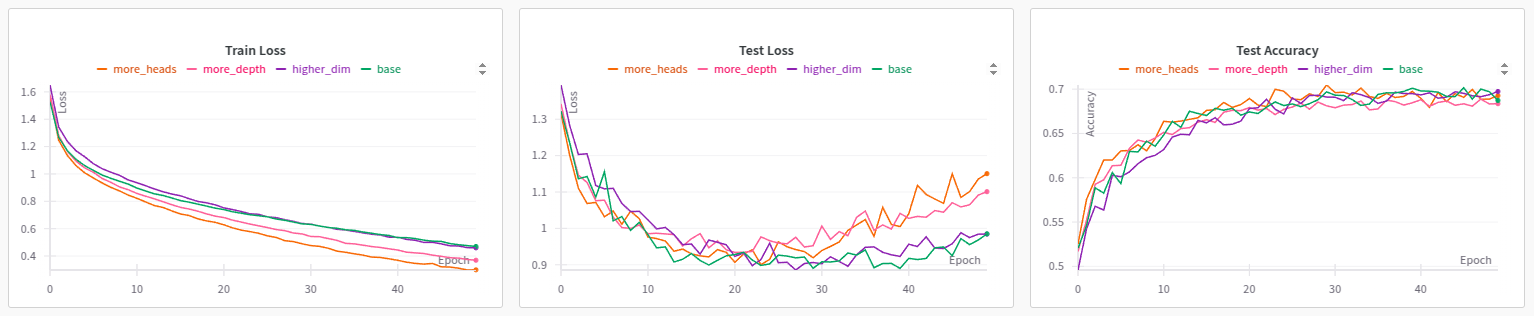 Train Loss
more_heads more_depth higher_dim base
Loss
1.6
1.4
1.2
1
0.8
0.6
0.4
Epoch
0 10 20 30 40
Test Loss
more_heads more_depth higher_dim base
Loss
1.3
1.2
1.1
1
0.9
Epoch
0 10 20 30 40
Test Accuracy
more_heads more_depth higher_dim base
Accuracy
0.7
0.65
0.6
0.55
0.5
Epoch
0 10 20 30 40